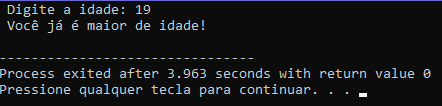 Digite a idade: 19
Você já é maior de idade!
--------------------------------
Process exited after 3.963 seconds with return value 0
Pressione qualquer tecla para continuar. . .